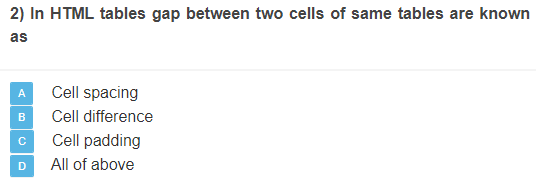 2) In HTML tables gap between two cells of same tables are known
as
A Cell spacing
B Cell difference
C Cell padding
D All of above